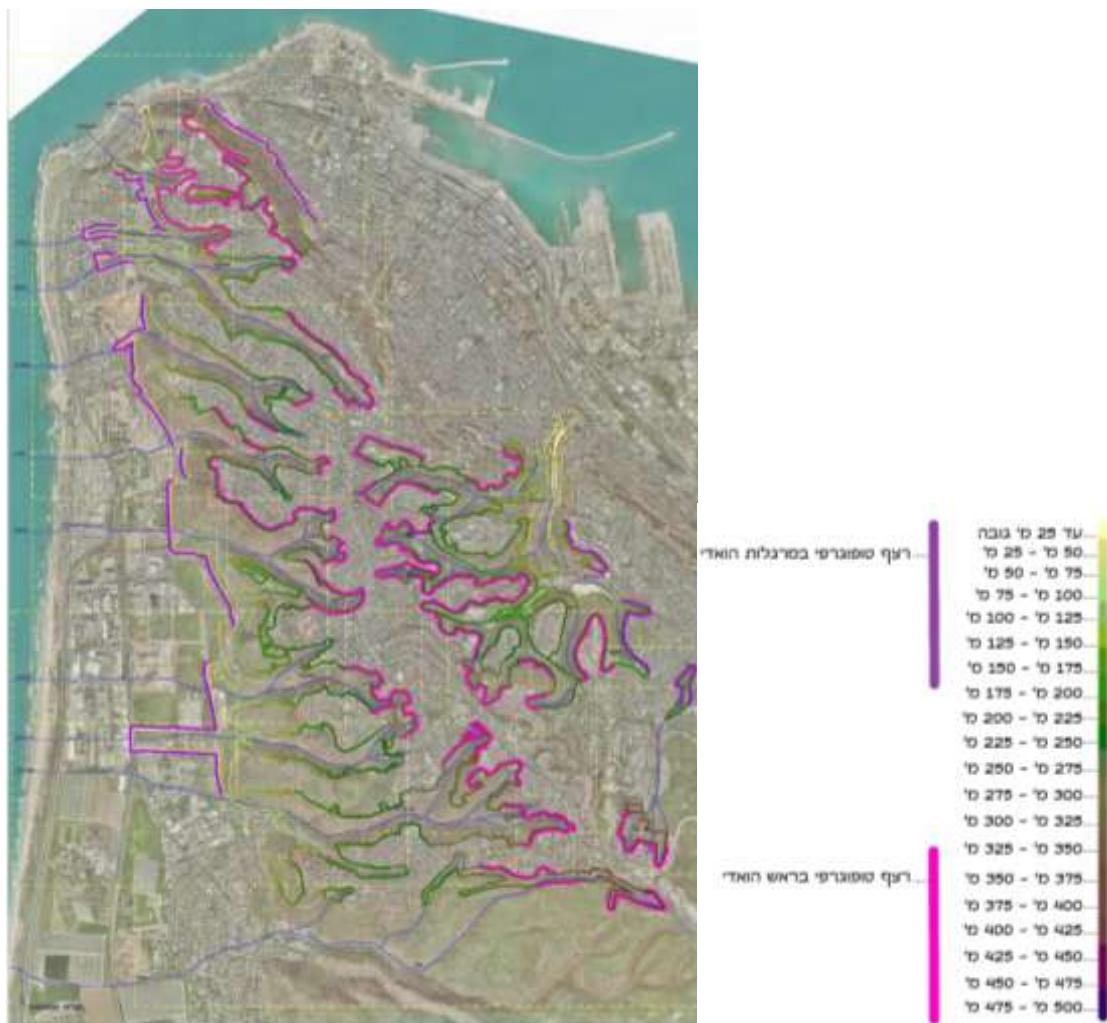 רצף טופוגרפי במרגלות הואדי
רצף טופוגרפי בראש הואדי
עד 25 מ' גובה
25 - 50 מ'
50 - 75 מ'
75 - 100 מ'
100 - 125 מ'
125 - 150 מ'
150 - 175 מ'
175 - 200 מ'
200 - 225 מ'
225 - 250 מ'
250 - 275 מ'
275 - 300 מ'
300 - 325 מ'
325 - 350 מ'
350 - 375 מ'
375 - 400 מ'
400 - 425 מ'
425 - 450 מ'
450 - 475 מ'
475 - 500 מ'